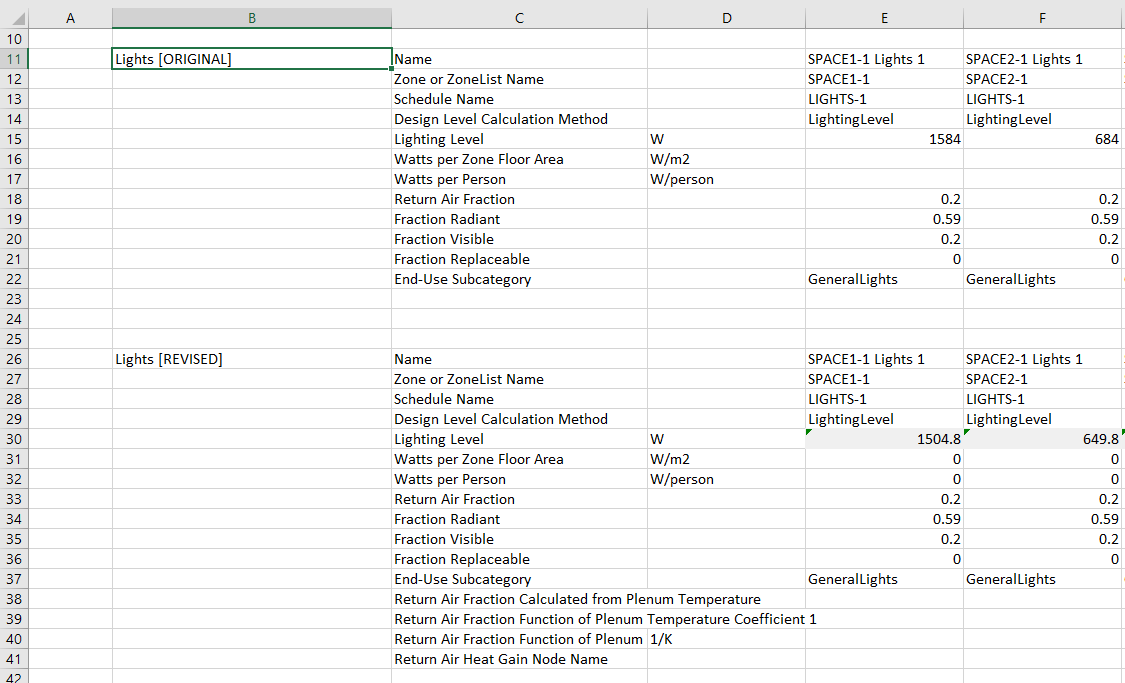 A B C D E F
10
11 Lights [ORIGINAL] Name SPACE1-1 Lights 1 SPACE2-1 Lights 1
12 Zone or ZoneList Name SPACE1-1 SPACE2-1
13 Schedule Name LIGHTS-1 LIGHTS-1
14 Design Level Calculation Method LightingLevel LightingLevel
15 Lighting Level W 1584 684
16 Watts per Zone Floor Area W/m2
17 Watts per Person W/person
18 Return Air Fraction 0.2 0.2
19 Fraction Radiant 0.59 0.59
20 Fraction Visible 0.2 0.2
21 Fraction Replaceable 0 0
22 End-Use Subcategory GeneralLights GeneralLights
23
24
25
26 Lights [REVISED] Name SPACE1-1 Lights 1 SPACE2-1 Lights 1
27 Zone or ZoneList Name SPACE1-1 SPACE2-1
28 Schedule Name LIGHTS-1 LIGHTS-1
29 Design Level Calculation Method LightingLevel LightingLevel
30 Lighting Level W 1504.8 649.8
31 Watts per Zone Floor Area W/m2 0 0
32 Watts per Person W/person 0 0
33 Return Air Fraction 0.2 0.2
34 Fraction Radiant 0.59 0.59
35 Fraction Visible 0.2 0.2
36 Fraction Replaceable 0 0
37 End-Use Subcategory GeneralLights GeneralLights
38 Return Air Fraction Calculated from Plenum Temperature
39 Return Air Fraction Function of Plenum Temperature Coefficient 1
40 Return Air Fraction Function of Plenum 1/K
41 Return Air Heat Gain Node Name
42